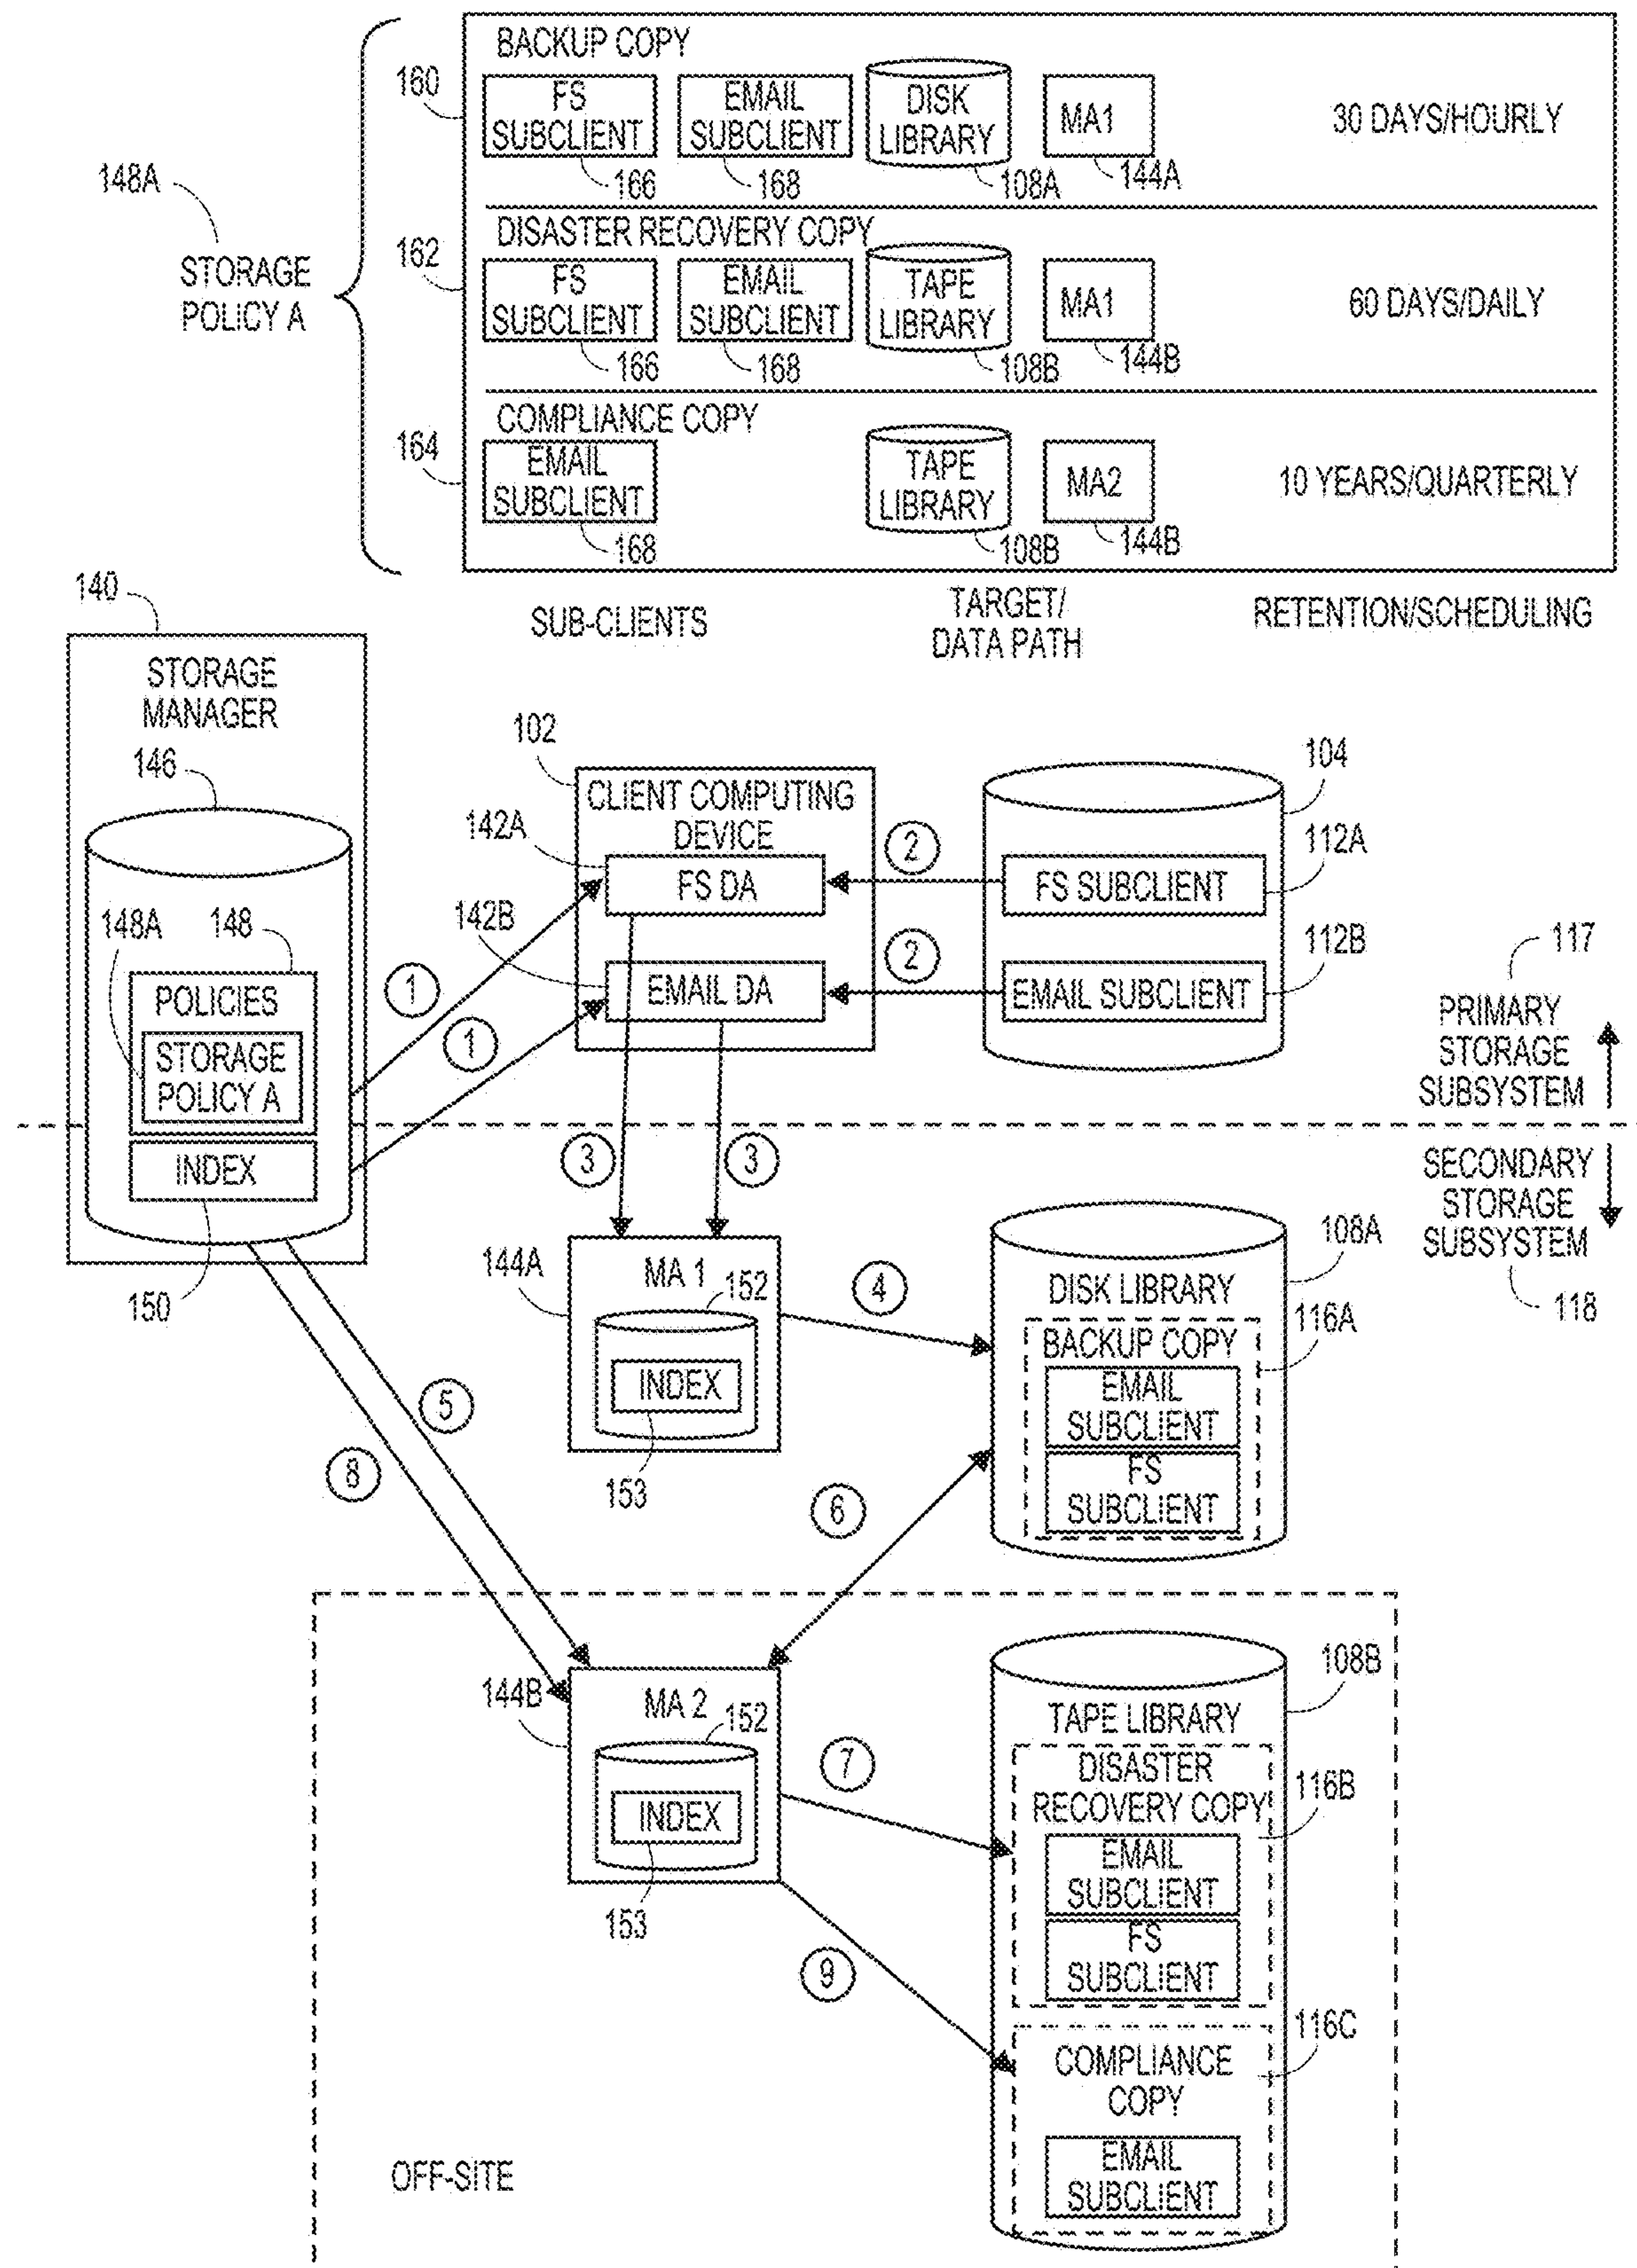 BACKUP COPY
160
FS
SUBCLIENT
EMAIL
SUBCLIENT
DISK
LIBRARY
MA1
30 DAYS/HOURLY
166
168
108A
144A
148A
STORAGE
POLICY A
DISASTER RECOVERY COPY
162
FS
SUBCLIENT
EMAIL
SUBCLIENT
TAPE
LIBRARY
MA1
60 DAYS/DAILY
166
168
108B
144B
COMPLIANCE COPY
164
EMAIL
SUBCLIENT
TAPE
LIBRARY
MA2
10 YEARS/QUARTERLY
168
108B
144B
SUB-CLIENTS
TARGET/
DATA PATH
RETENTION/SCHEDULING
140
STORAGE
MANAGER
146
148A
148
POLICIES
STORAGE
POLICY A
INDEX
150
102
CLIENT COMPUTING
DEVICE
142A
FS DA
142B
EMAIL DA
104
112A
FS SUBCLIENT
112B
EMAIL SUBCLIENT
1
1
2
2
117
PRIMARY
STORAGE
SUBSYSTEM
SECONDARY
STORAGE
SUBSYSTEM
118
3
3
144A
MA 1
152
INDEX
153
4
108A
DISK LIBRARY
116A
BACKUP COPY
EMAIL
SUBCLIENT
FS
SUBCLIENT
5
8
6
144B
MA 2
152
INDEX
153
7
9
108B
TAPE LIBRARY
DISASTER
RECOVERY COPY
116B
EMAIL
SUBCLIENT
FS
SUBCLIENT
116C
COMPLIANCE
COPY
EMAIL
SUBCLIENT
OFF-SITE